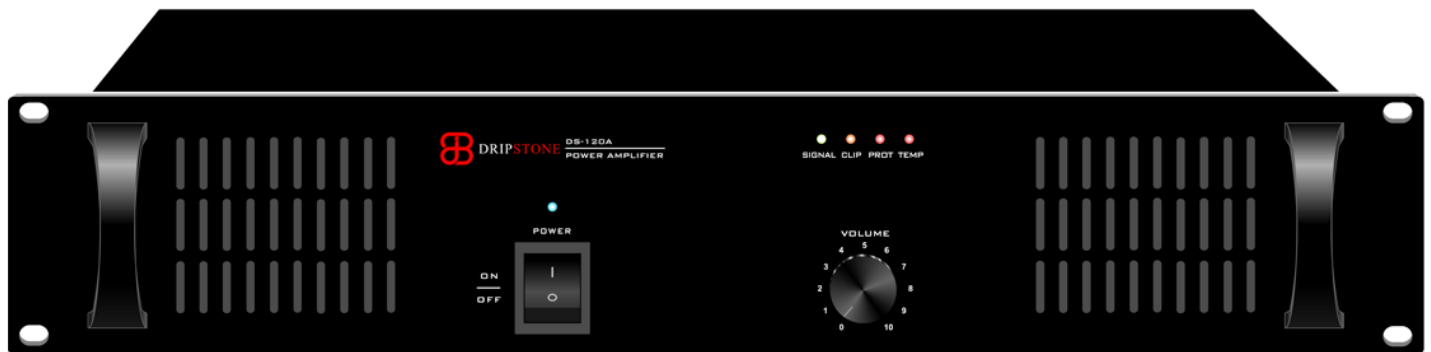 DRIPSTONE
DS-120A
POWER AMPLIFIER
SIGNAL CLIP PROT TEMP
POWER
ON
OFF
I
O
VOLUME
0 1 2 3 4 5 6 7 8 9 10